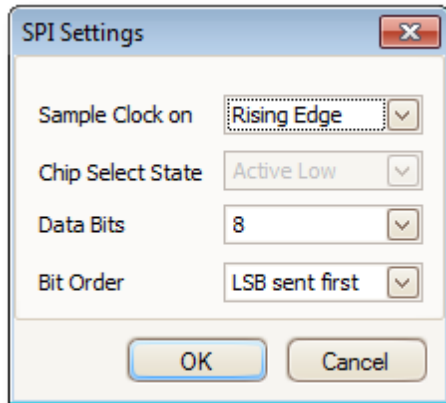 SPI Settings
Sample Clock on Rising Edge
Chip Select State Active Low
Data Bits 8
Bit Order LSB sent first
OK Cancel